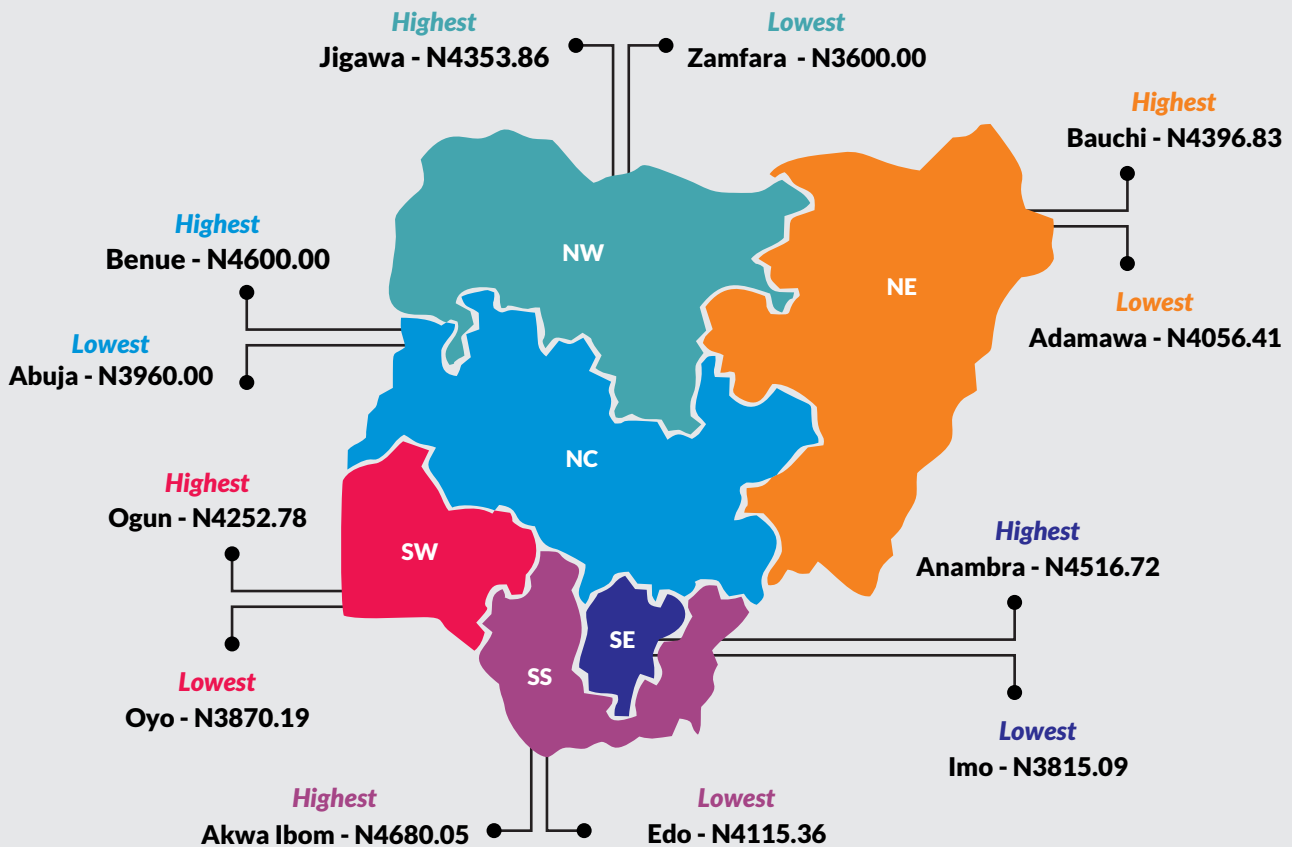 Highest
Jigawa - N4353.86
Lowest
Zamfara - N3600.00
Highest
Bauchi - N4396.83
Lowest
Adamawa - N4056.41
Highest
Benue - N4600.00
Lowest
Abuja - N3960.00
NW
NE
NC
Highest
Ogun - N4252.78
Lowest
Oyo - N3870.19
SW
SE
SS
Highest
Anambra - N4516.72
Lowest
Imo - N3815.09
Highest
Akwa Ibom - N4680.05
Lowest
Edo - N4115.36